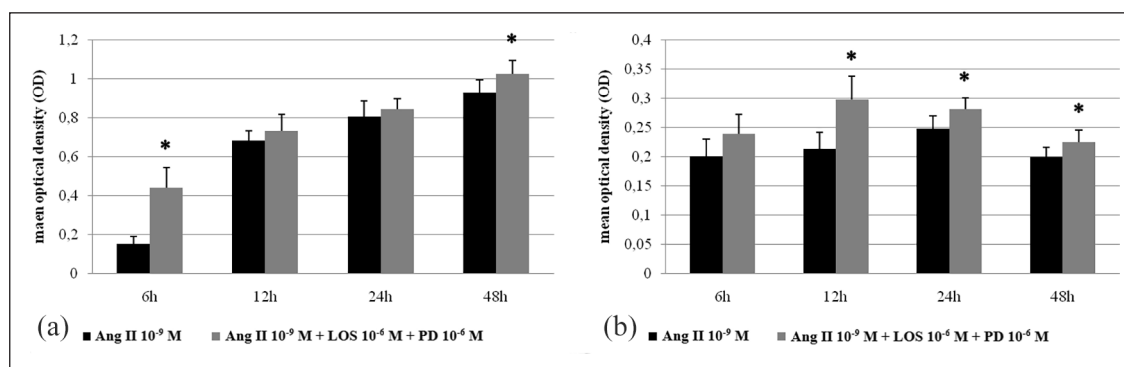 maen optical density (OD)
1,2
1
0,8
0,6
0,4
0,2
0
*
*
6h 12h 24h 48h
(a)
Ang II 10⁻⁹ M Ang II 10⁻⁹ M + LOS 10⁻⁶ M + PD 10⁻⁶ M
mean optical density (OD)
0,4
0,35
0,3
0,25
0,2
0,15
0,1
0,05
0
*
*
*
6h 12h 24h 48h
(b)
Ang II 10⁻⁹ M Ang II 10⁻⁹ M + LOS 10⁻⁶ M + PD 10⁻⁶ M